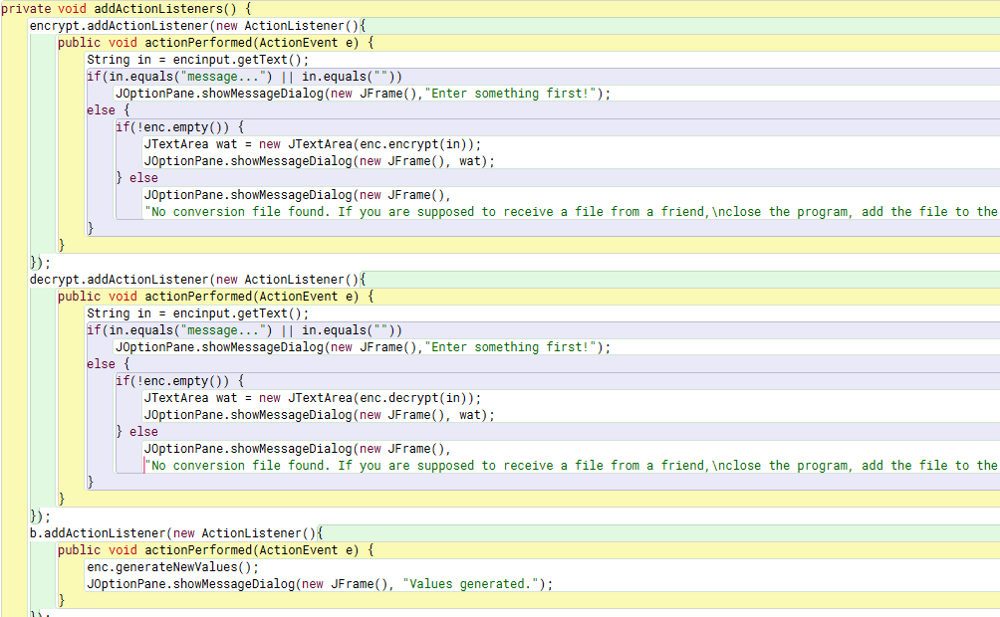 private void addActionListeners() {
encrypt.addActionListener(new ActionListener(){
public void actionPerformed(ActionEvent e) {
String in = encinput.getText();
if(in.equals("message...") || in.equals(""))
JOptionPane.showMessageDialog(new JFrame(),"Enter something first!");
else {
if(!enc.empty()) {
JTextArea wat = new JTextArea(enc.encrypt(in));
JOptionPane.showMessageDialog(new JFrame(), wat);
} else
JOptionPane.showMessageDialog(new JFrame(),
"No conversion file found. If you are supposed to receive a file from a friend,\nclose the program, add the file to the
}
}
});
decrypt.addActionListener(new ActionListener(){
public void actionPerformed(ActionEvent e) {
String in = encinput.getText();
if(in.equals("message...") || in.equals(""))
JOptionPane.showMessageDialog(new JFrame(),"Enter something first!");
else {
if(!enc.empty()) {
JTextArea wat = new JTextArea(enc.decrypt(in));
JOptionPane.showMessageDialog(new JFrame(), wat);
} else
JOptionPane.showMessageDialog(new JFrame(),
"No conversion file found. If you are supposed to receive a file from a friend,\nclose the program, add the file to the
}
}
});
b.addActionListener(new ActionListener(){
public void actionPerformed(ActionEvent e) {
enc.generateNewValues();
JOptionPane.showMessageDialog(new JFrame(), "Values generated.");
}
});